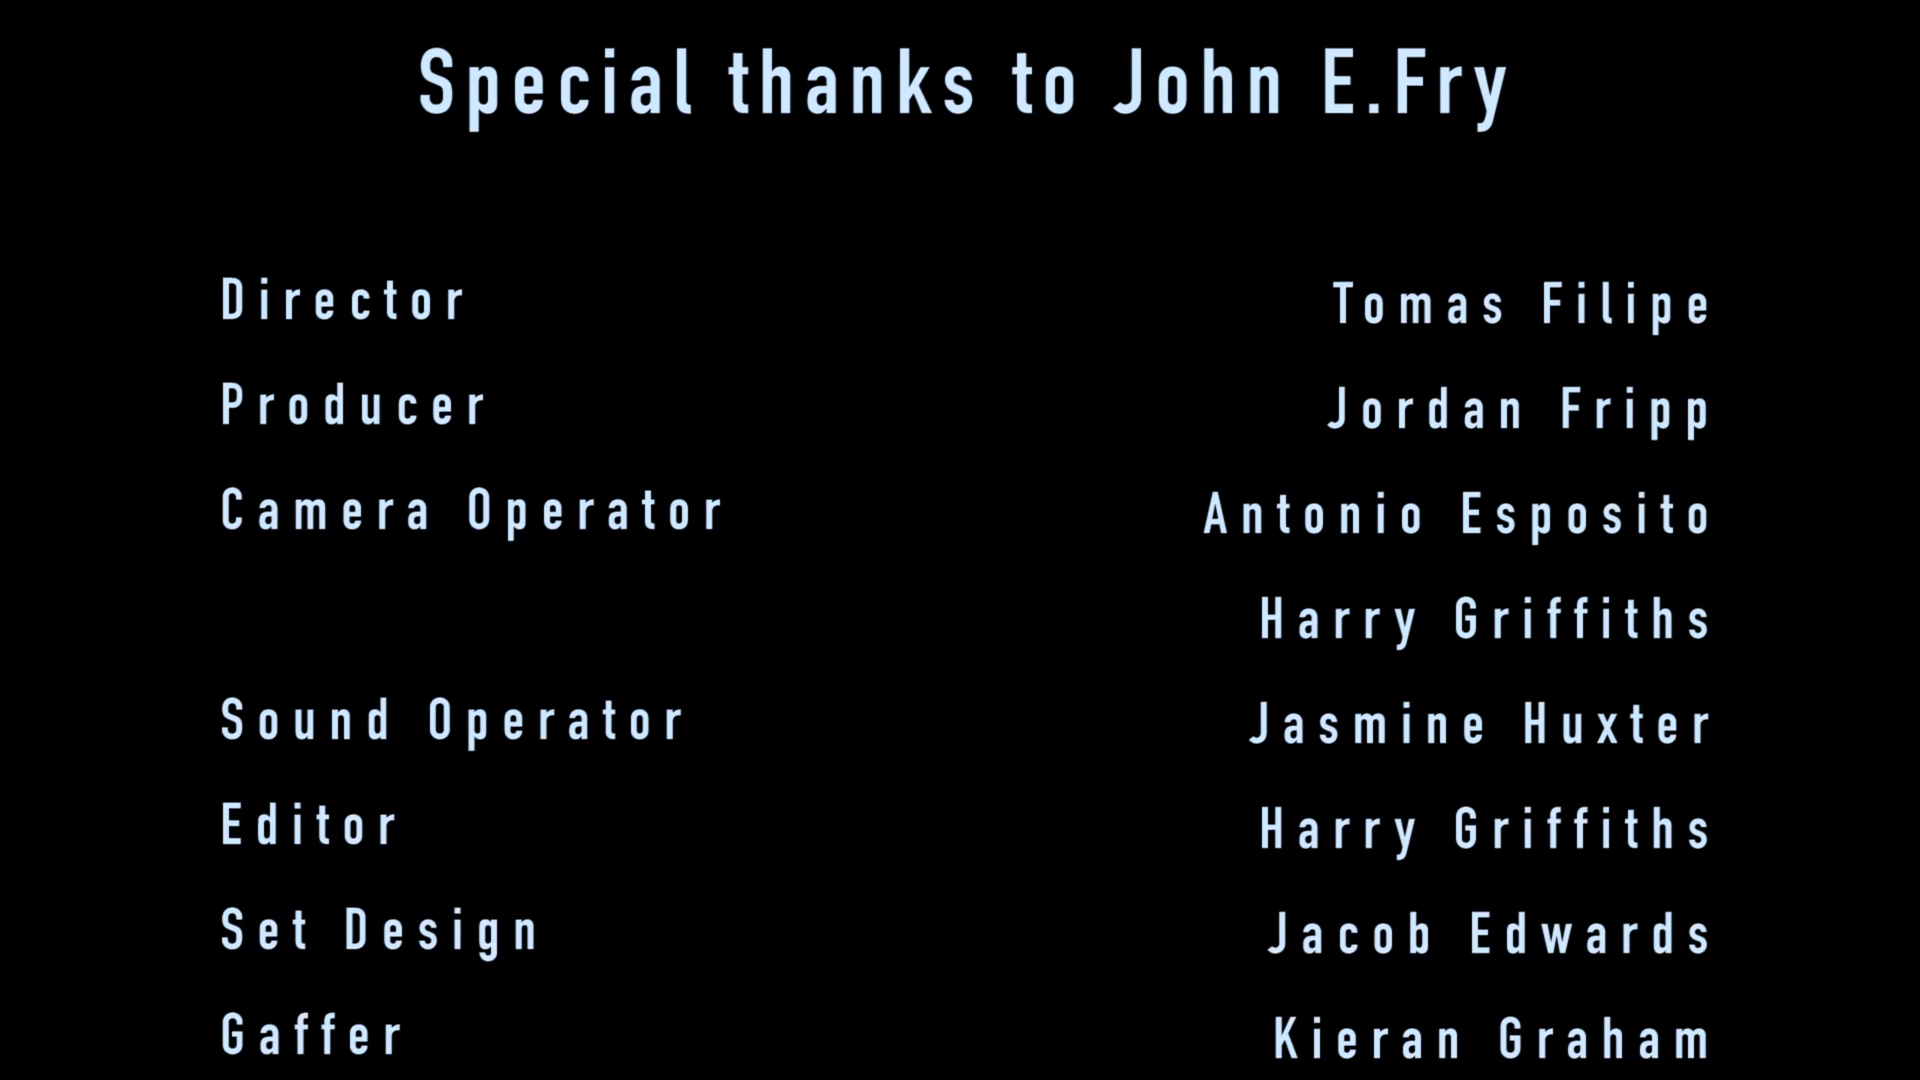 Special thanks to John E.Fry
Director Tomas Filipe
Producer Jordan Fripp
Camera Operator Antonio Esposito
Harry Griffiths
Sound Operator Jasmine Huxter
Editor Harry Griffiths
Set Design Jacob Edwards
Gaffer Kieran Graham